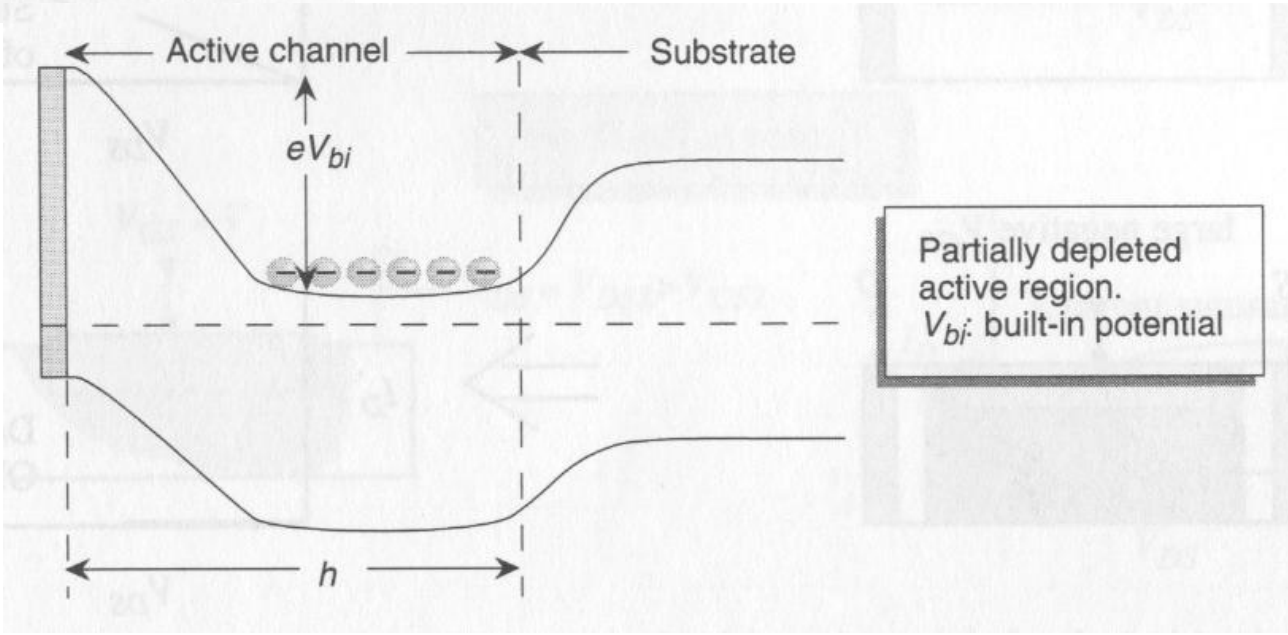 Active channel
Substrate
eV_bi
Partially depleted
active region.
V_bi: built-in potential
h